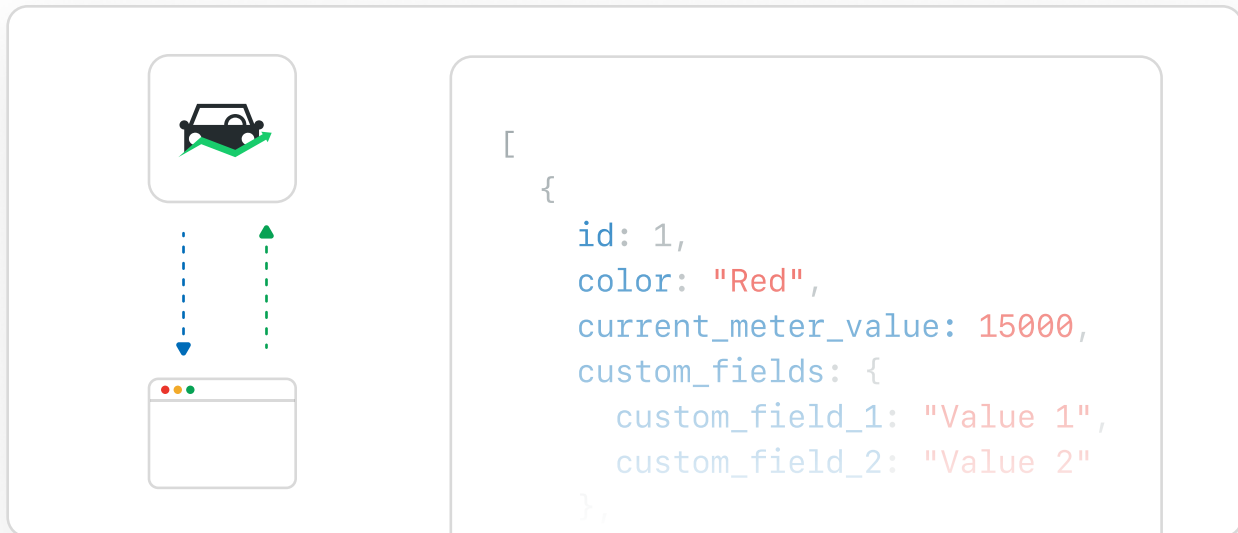 [
{
id: 1,
color: "Red",
current_meter_value: 15000,
custom_fields: {
custom_field_1: "Value 1",
custom_field_2: "Value 2"
},